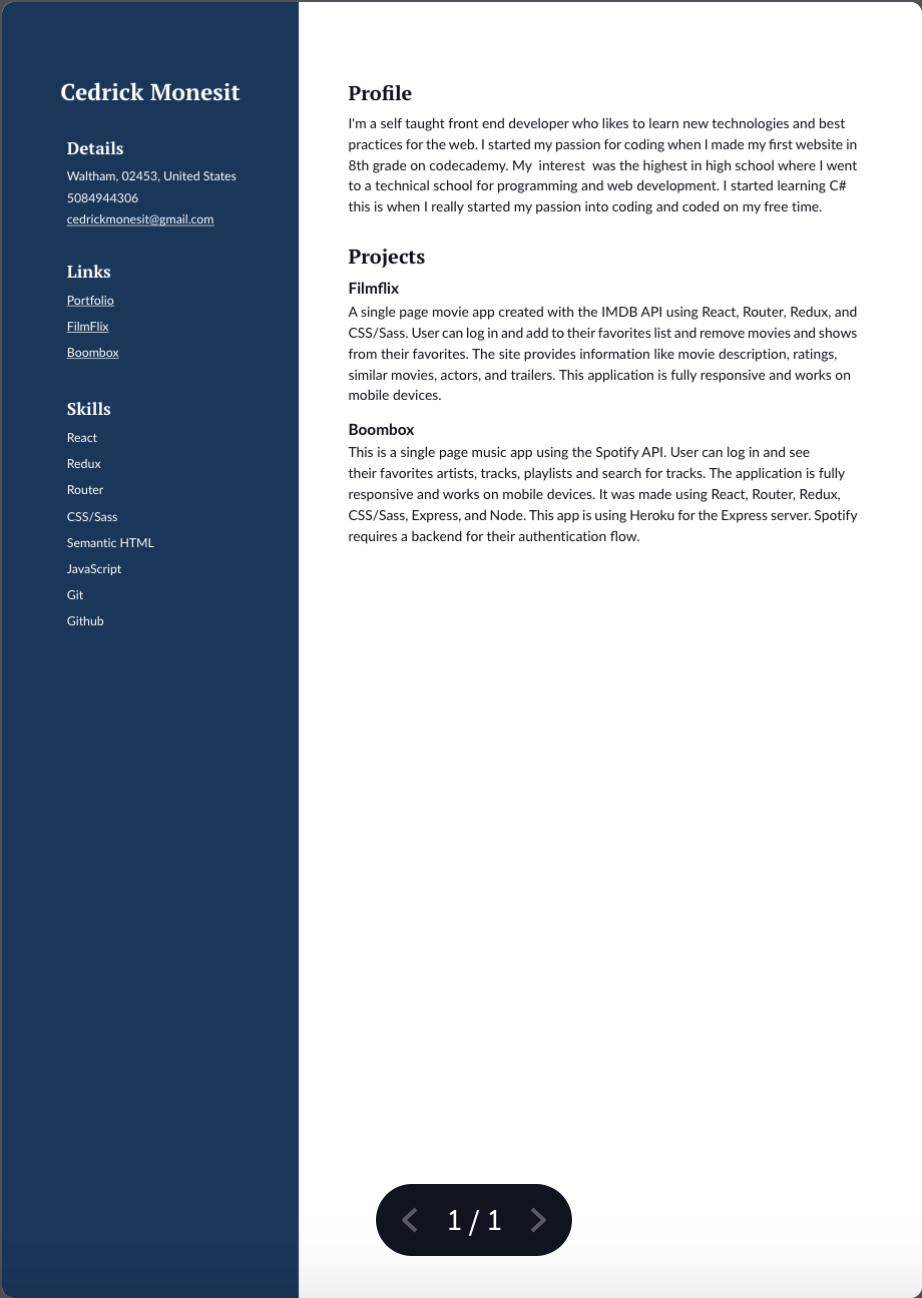 Cedrick Monesit
Details
Waltham, 02453, United States
5084944306
cedrickmonesit@gmail.com
Links
Portfolio
FilmFlix
Boombox
Skills
React
Redux
Router
CSS/Sass
Semantic HTML
JavaScript
Git
Github
Profile
I'm a self taught front end developer who likes to learn new technologies and best
practices for the web. I started my passion for coding when I made my first website in
8th grade on codecademy. My  interest  was the highest in high school where I went
to a technical school for programming and web development. I started learning C#
this is when I really started my passion into coding and coded on my free time.
Projects
Filmflix
A single page movie app created with the IMDB API using React, Router, Redux, and
CSS/Sass. User can log in and add to their favorites list and remove movies and shows
from their favorites. The site provides information like movie description, ratings,
similar movies, actors, and trailers. This application is fully responsive and works on
mobile devices.
Boombox
This is a single page music app using the Spotify API. User can log in and see
their favorites artists, tracks, playlists and search for tracks. The application is fully
responsive and works on mobile devices. It was made using React, Router, Redux,
CSS/Sass, Express, and Node. This app is using Heroku for the Express server. Spotify
requires a backend for their authentication flow.
1 / 1